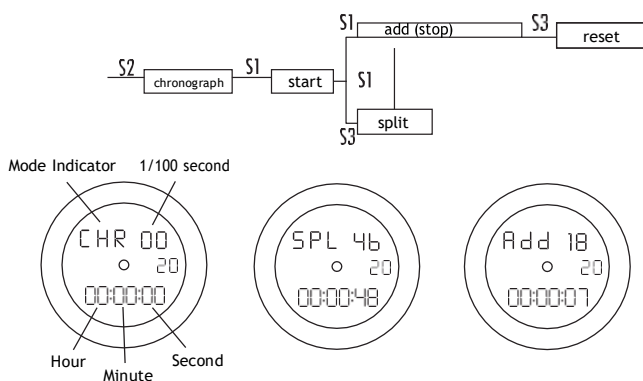 S1
add (stop)
S3
reset
S2
chronograph
S1
start
S1
S3
split
Mode Indicator
1/100 second
CHR 00
20
00:00:00
SPL 46
20
00:00:48
Add 18
20
00:00:07
Hour
Minute
Second